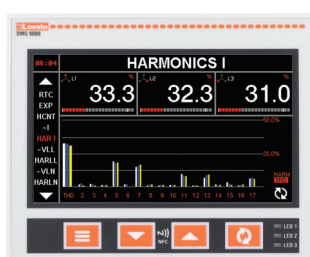 Lovato
DMG 9000
00:04
HARMONICS I
L1 % L2 % L3 %
33.3 32.3 31.0
RTC
EXP
HCNT
~I
HAR I
~VLL
HARLL
~VLN
HARLN
50.0%
25.0%
HARM
THD
THD 2 3 4 5 6 7 8 9 10 11 12 13 14 15 16 17
NFC
LED 1
LED 2
LED 3